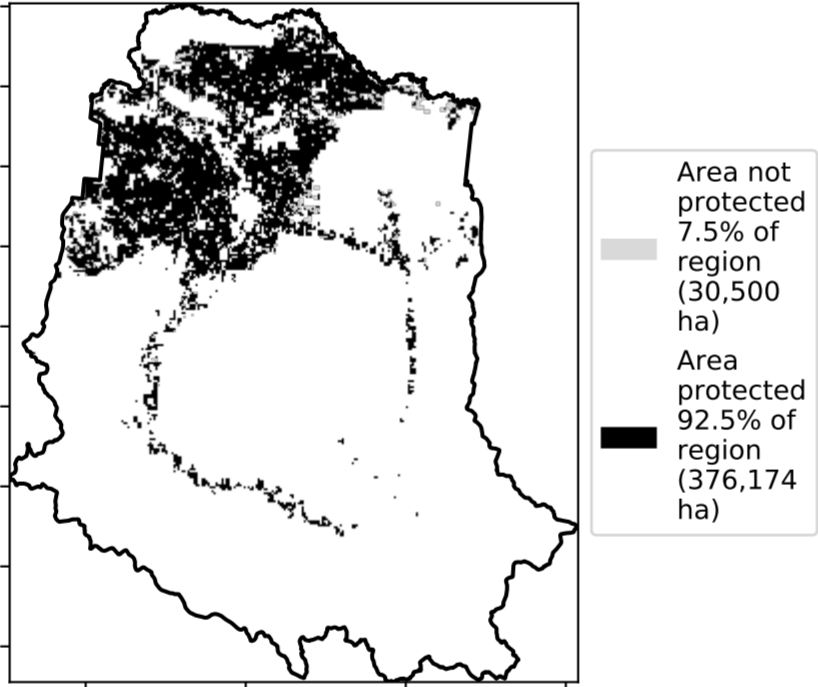 Area not
protected
7.5% of
region
(30,500
ha)
Area
protected
92.5% of
region
(376,174
ha)